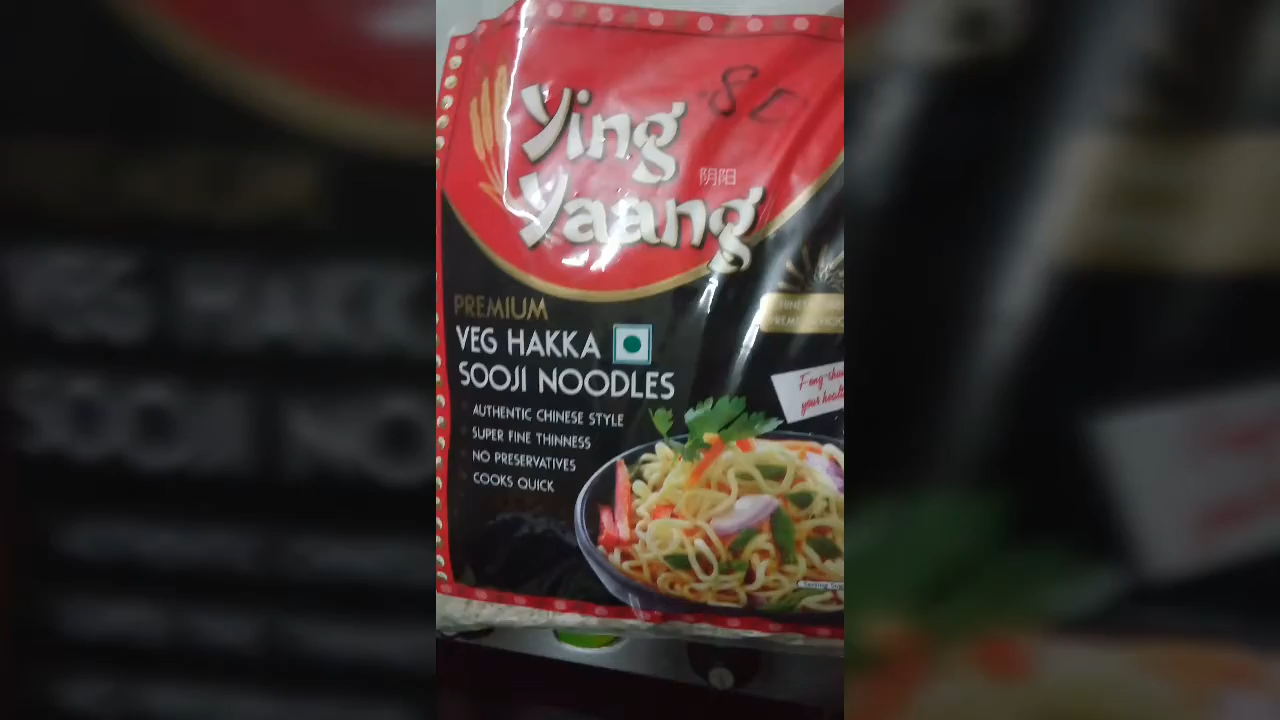 Ying
阴阳
Yaang
PREMIUM
VEG HAKKA
SOOJI NOODLES
AUTHENTIC CHINESE STYLE
SUPER FINE THINNESS
NO PRESERVATIVES
COOKS QUICK
your